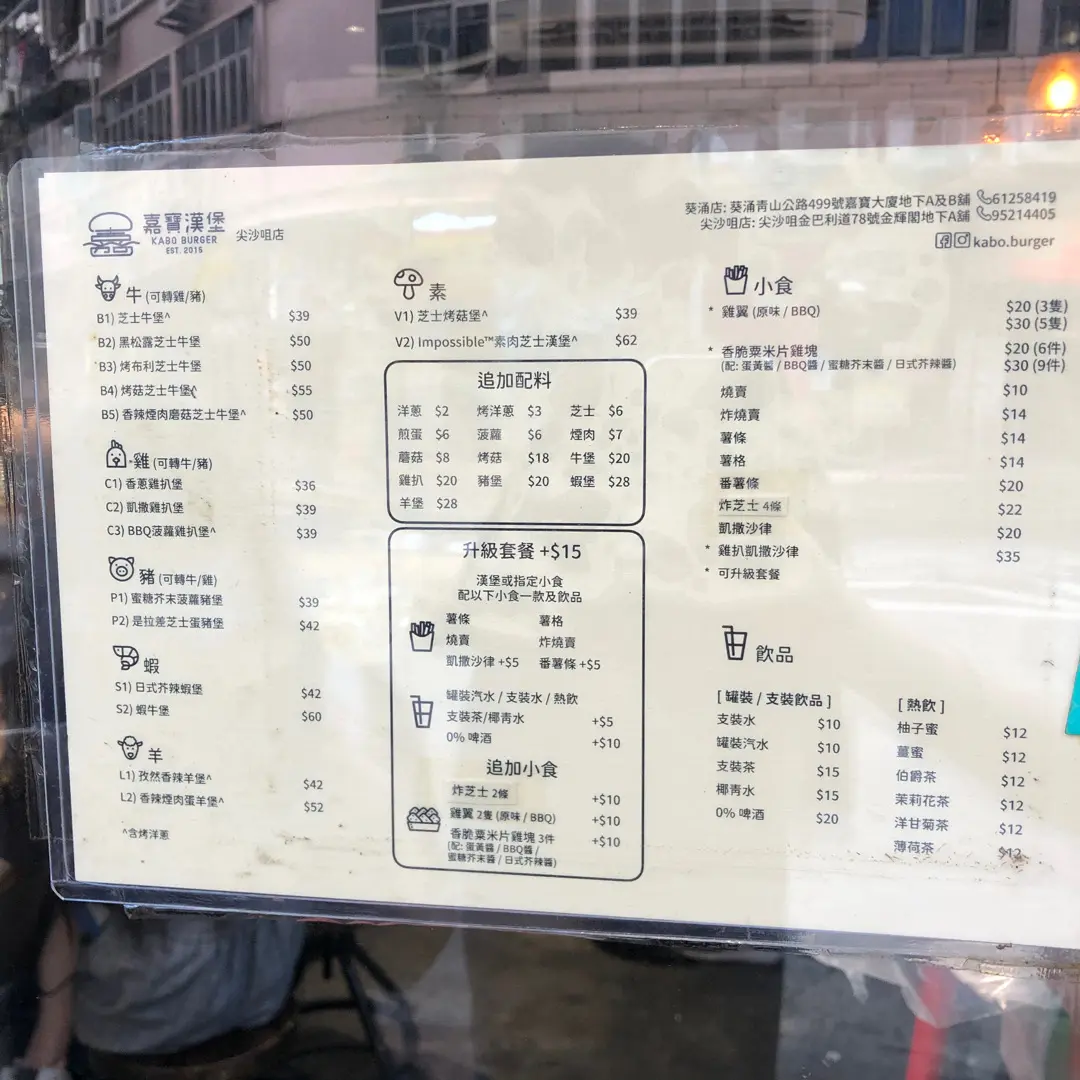 嘉寶漢堡
KABO BURGER
EST. 2015
尖沙咀店
葵涌店: 葵涌青山公路499號嘉寶大廈地下A及B舖 61258419
尖沙咀店: 尖沙咀金巴利道78號金輝閣地下A舖 95214405
kabo.burger
牛 (可轉雞/豬)
B1) 芝士牛堡^ $39
B2) 黑松露芝士牛堡 $50
B3) 烤布利芝士牛堡 $50
B4) 烤菇芝士牛堡 $55
B5) 香辣煙肉磨菇芝士牛堡^ $50
雞 (可轉牛/豬)
C1) 香蔥雞扒堡 $36
C2) 凱撒雞扒堡 $39
C3) BBQ菠蘿雞扒堡^ $39
豬 (可轉牛/雞)
P1) 蜜糖芥末菠蘿豬堡 $39
P2) 是拉差芝士蛋豬堡 $42
蝦
S1) 日式芥辣蝦堡 $42
S2) 蝦牛堡 $60
羊
L1) 孜然香辣羊堡^ $42
L2) 香辣煙肉蛋羊堡^ $52
^含烤洋蔥
素
V1) 芝士烤菇堡^ $39
V2) Impossible™素肉芝士漢堡^ $62
追加配料
洋蔥 $2 烤洋蔥 $3 芝士 $6
煎蛋 $6 菠蘿 $6 煙肉 $7
蘑菇 $8 烤菇 $18 牛堡 $20
雞扒 $20 豬堡 $20 蝦堡 $28
羊堡 $28
升級套餐 +$15
漢堡或指定小食
配以下小食一款及飲品
薯條 薯格
燒賣 炸燒賣
凱撒沙律 +$5 番薯條 +$5
罐裝汽水 / 支裝水 / 熱飲
支裝茶/椰青水 +$5
0% 啤酒 +$10
追加小食
炸芝士 2條 +$10
雞翼 2隻 (原味 / BBQ) +$10
香脆粟米片雞塊 3件 +$10
(配: 蛋黃醬 / BBQ醬 /
蜜糖芥末醬 / 日式芥辣醬)
小食
* 雞翼 (原味 / BBQ) $20 (3隻)
$30 (5隻)
* 香脆粟米片雞塊 $20 (6件)
(配: 蛋黃醬 / BBQ醬 / 蜜糖芥末醬 / 日式芥辣醬) $30 (9件)
燒賣 $10
炸燒賣 $14
薯條 $14
薯格 $14
番薯條 $20
炸芝士 4條 $22
凱撒沙律 $20
* 雞扒凱撒沙律 $35
* 可升級套餐
飲品
[ 罐裝 / 支裝飲品 ]
支裝水 $10
罐裝汽水 $10
支裝茶 $15
椰青水 $15
0% 啤酒 $20
[ 熱飲 ]
柚子蜜 $12
薑蜜 $12
伯爵茶 $12
茉莉花茶 $12
洋甘菊茶 $12
薄荷茶 $12